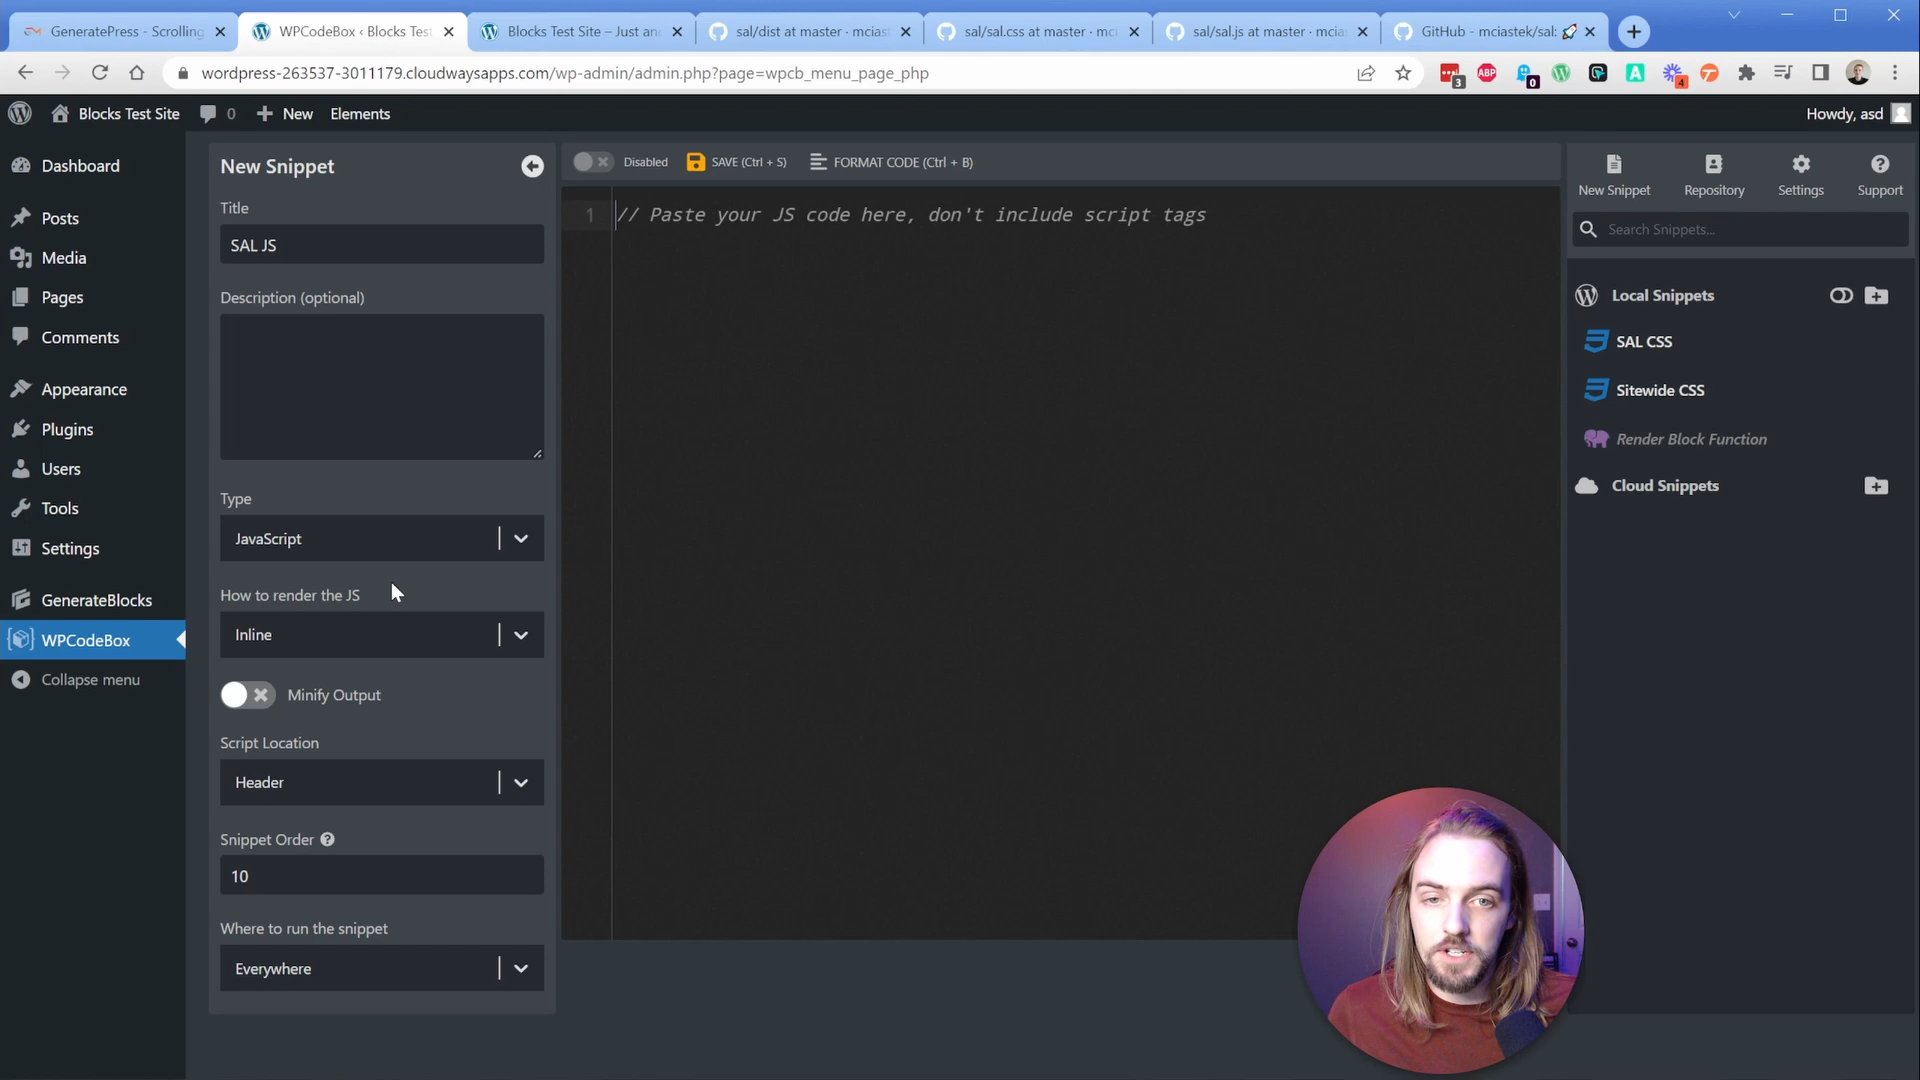 GeneratePress - Scrolling
WPCodeBox ‹ Blocks Test
Blocks Test Site – Just an
sal/dist at master · mciast
sal/sal.css at master · mci
sal/sal.js at master · mcia
GitHub - mciastek/sal: 🚀
wordpress-263537-3011179.cloudwaysapps.com/wp-admin/admin.php?page=wpcb_menu_page_php
3
ABP
0
4
Blocks Test Site
0
New
Elements
Howdy, asd
Dashboard
Posts
Media
Pages
Comments
Appearance
Plugins
Users
Tools
Settings
GenerateBlocks
WPCodeBox
Collapse menu
New Snippet
Title
SAL JS
Description (optional)
Type
JavaScript
How to render the JS
Inline
Minify Output
Script Location
Header
Snippet Order
10
Where to run the snippet
Everywhere
Disabled
SAVE (Ctrl + S)
FORMAT CODE (Ctrl + B)
1
// Paste your JS code here, don't include script tags
New Snippet
Repository
Settings
Support
Search Snippets...
Local Snippets
SAL CSS
Sitewide CSS
Render Block Function
Cloud Snippets